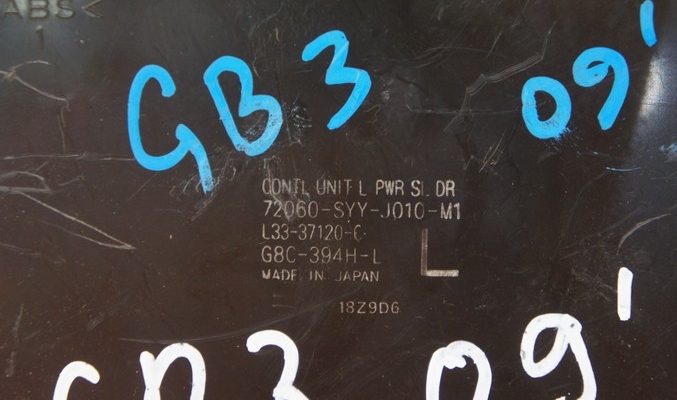 ABS<
1
GB3 09'
CONTL UNIT L PWR SL DR
72060-SYY-J010-M1
L33-37120-C
G8C-394H-L
L
MADE IN JAPAN
18Z9D6
GB3 09'